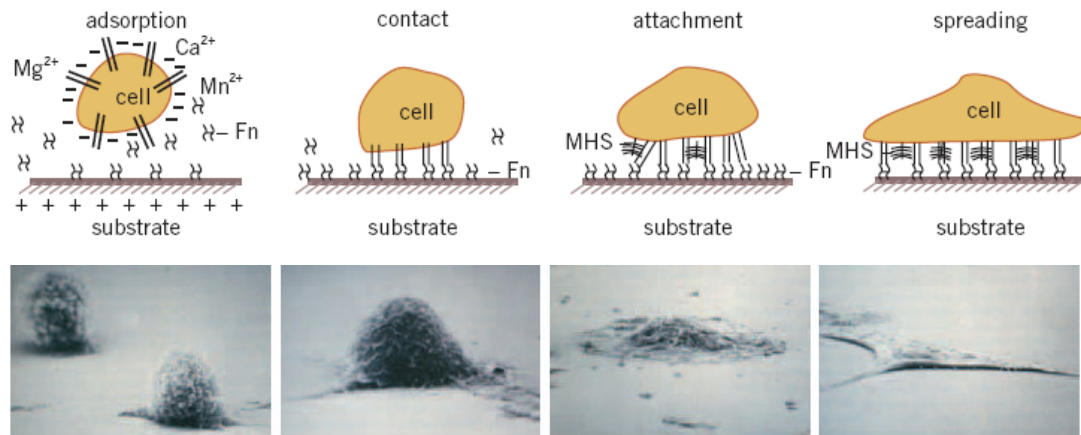 adsorption
contact
attachment
spreading
Ca²⁺
Mg²⁺
Mn²⁺
cell
– Fn
+ + + + + + + + +
substrate
cell
– Fn
substrate
cell
MHS
– Fn
substrate
cell
MHS
substrate